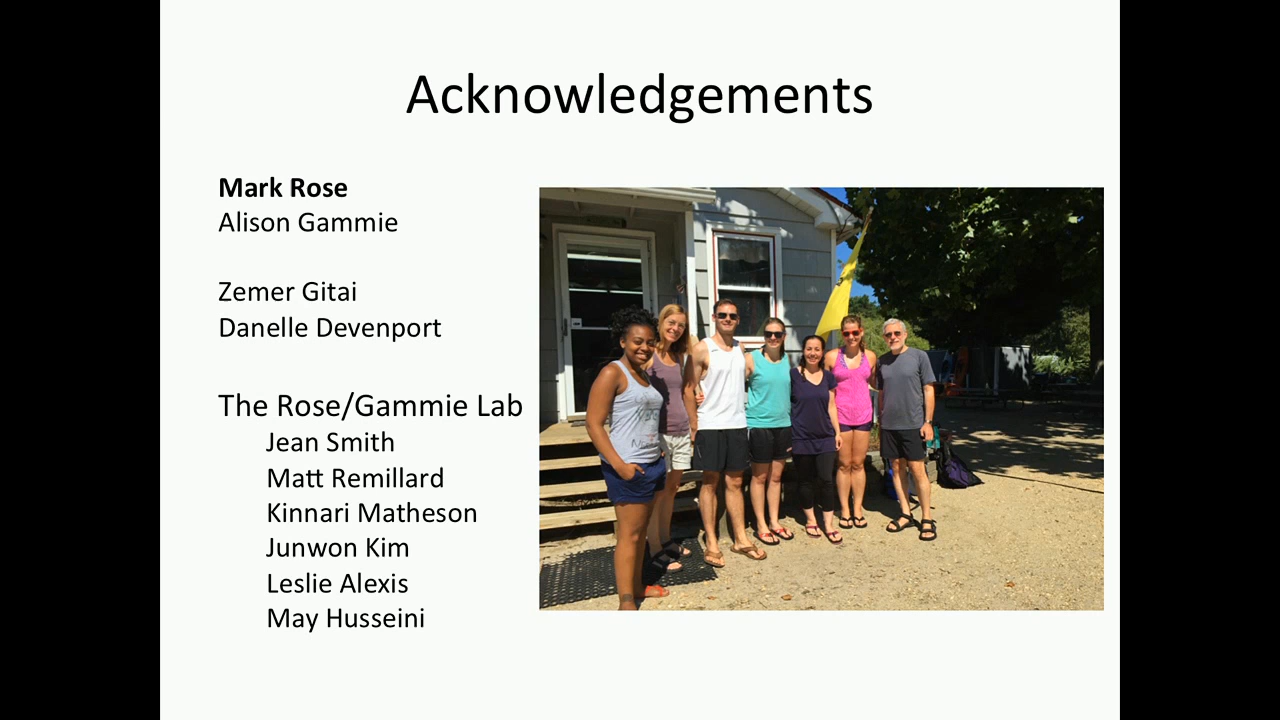 Acknowledgements
Mark Rose
Alison Gammie
Zemer Gitai
Danelle Devenport
The Rose/Gammie Lab
Jean Smith
Matt Remillard
Kinnari Matheson
Junwon Kim
Leslie Alexis
May Husseini